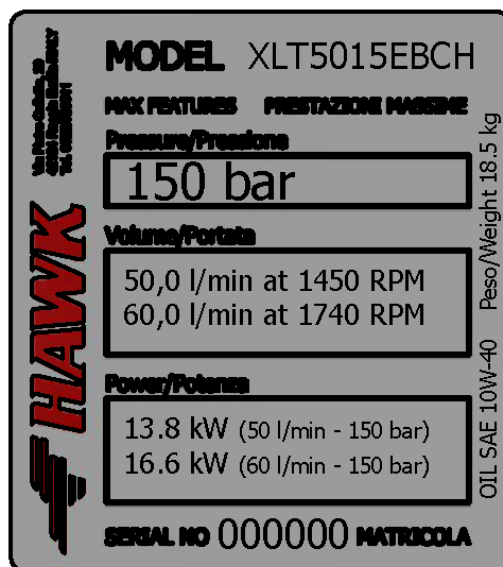 MODEL XLT5015EBCH
MAX FEATURES PRESTAZIONI MASSIME
Pressure/Pressione
150 bar
Volume/Portata
50,0 l/min at 1450 RPM
60,0 l/min at 1740 RPM
Power/Potenza
13.8 kW (50 l/min - 150 bar)
16.6 kW (60 l/min - 150 bar)
SERIAL NO 000000 MATRICOLA
HAWK
OIL SAE 10W-40 Peso/Weight 18.5 kg